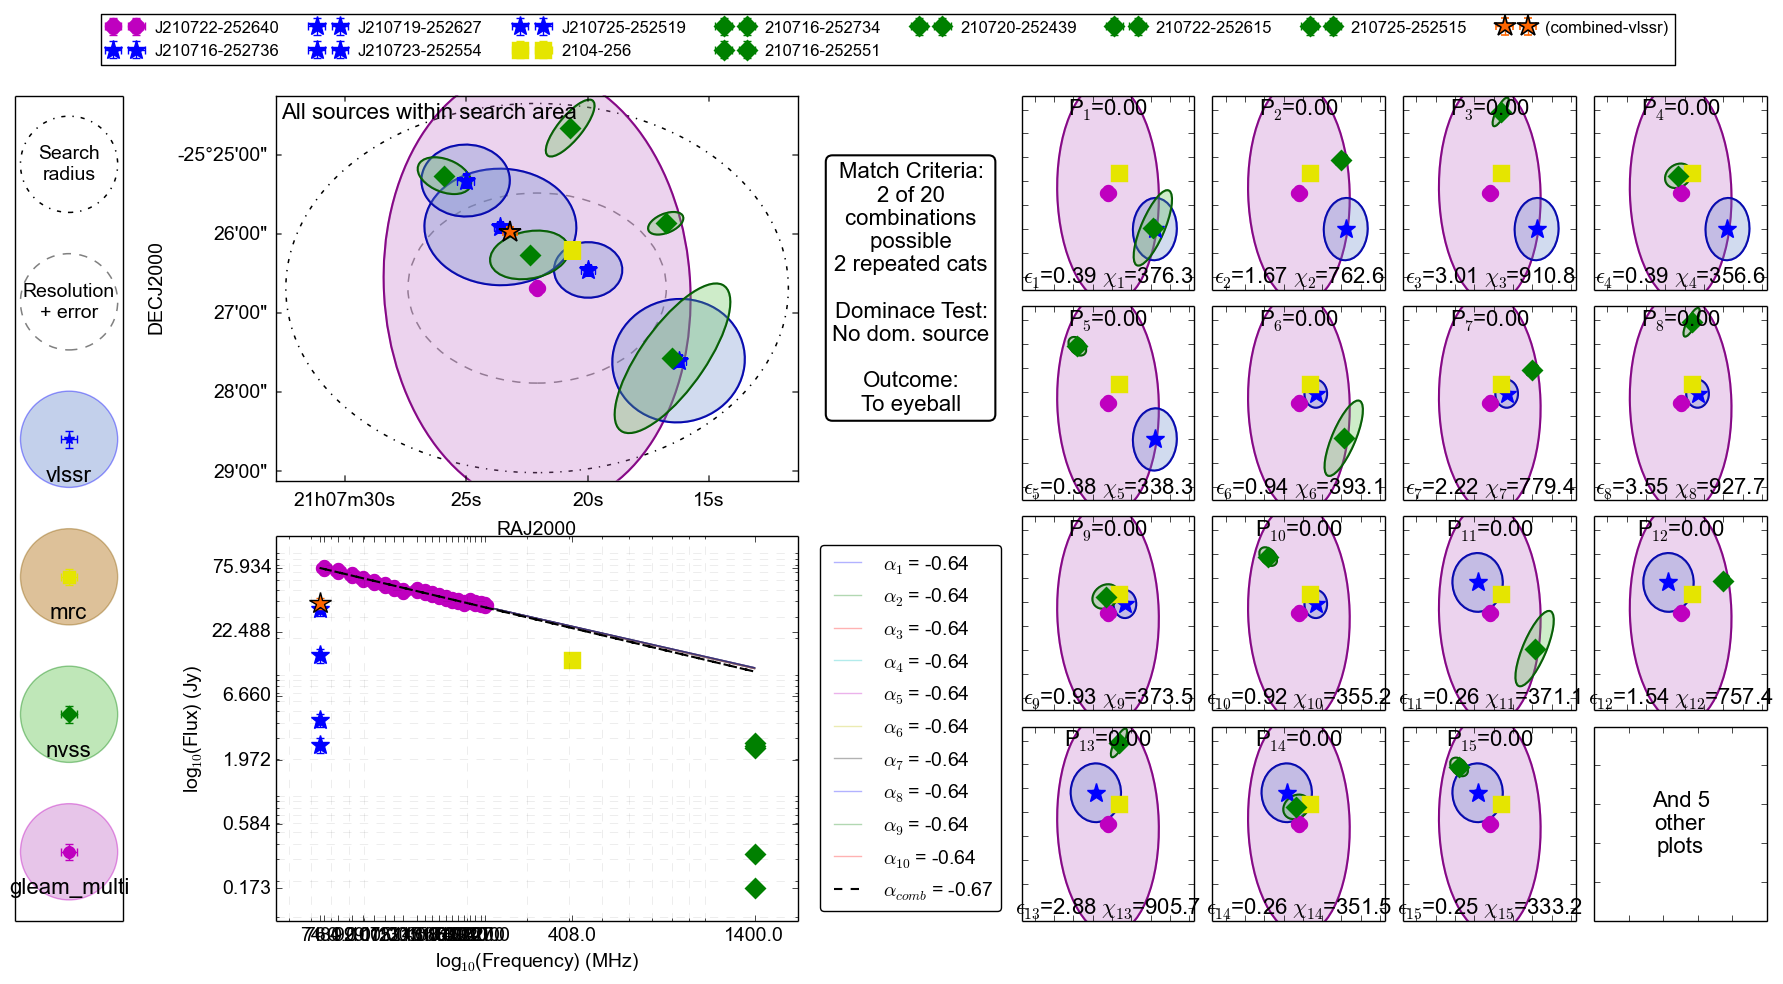 J210722-252640
J210719-252627
J210725-252519
210716-252734
210720-252439
210722-252615
210725-252515
(combined-vlssr)
J210716-252736
J210723-252554
2104-256
210716-252551
Search
radius
Resolution
+ error
vlssr
mrc
nvss
gleam_multi
All sources within search area
DECJ2000
-25°25'00"
26'00"
27'00"
28'00"
29'00"
21h07m30s
25s
20s
15s
RAJ2000
Match Criteria:
2 of 20
combinations
possible
2 repeated cats
Dominace Test:
No dom. source
Outcome:
To eyeball
log10(Flux) (Jy)
75.934
22.488
6.660
1.972
0.584
0.173
408.0
1400.0
log10(Frequency) (MHz)
α1 = -0.64
α2 = -0.64
α3 = -0.64
α4 = -0.64
α5 = -0.64
α6 = -0.64
α7 = -0.64
α8 = -0.64
α9 = -0.64
α10 = -0.64
αcomb = -0.67
P1=0.00
ϵ1=0.39 χ1=376.3
P2=0.00
ϵ2=1.67 χ2=762.6
P3=0.00
ϵ3=3.01 χ3=910.8
P4=0.00
ϵ4=0.39 χ4=356.6
P5=0.00
ϵ5=0.38 χ5=338.3
P6=0.00
ϵ6=0.94 χ6=393.1
P7=0.00
ϵ7=2.22 χ7=779.4
P8=0.00
ϵ8=3.55 χ8=927.7
P9=0.00
ϵ9=0.93 χ9=373.5
P10=0.00
ϵ10=0.92 χ10=355.2
P11=0.00
ϵ11=0.26 χ11=371.1
P12=0.00
ϵ12=1.54 χ12=757.4
P13=0.00
ϵ13=2.88 χ13=905.7
P14=0.00
ϵ14=0.26 χ14=351.5
P15=0.00
ϵ15=0.25 χ15=333.2
And 5
other
plots